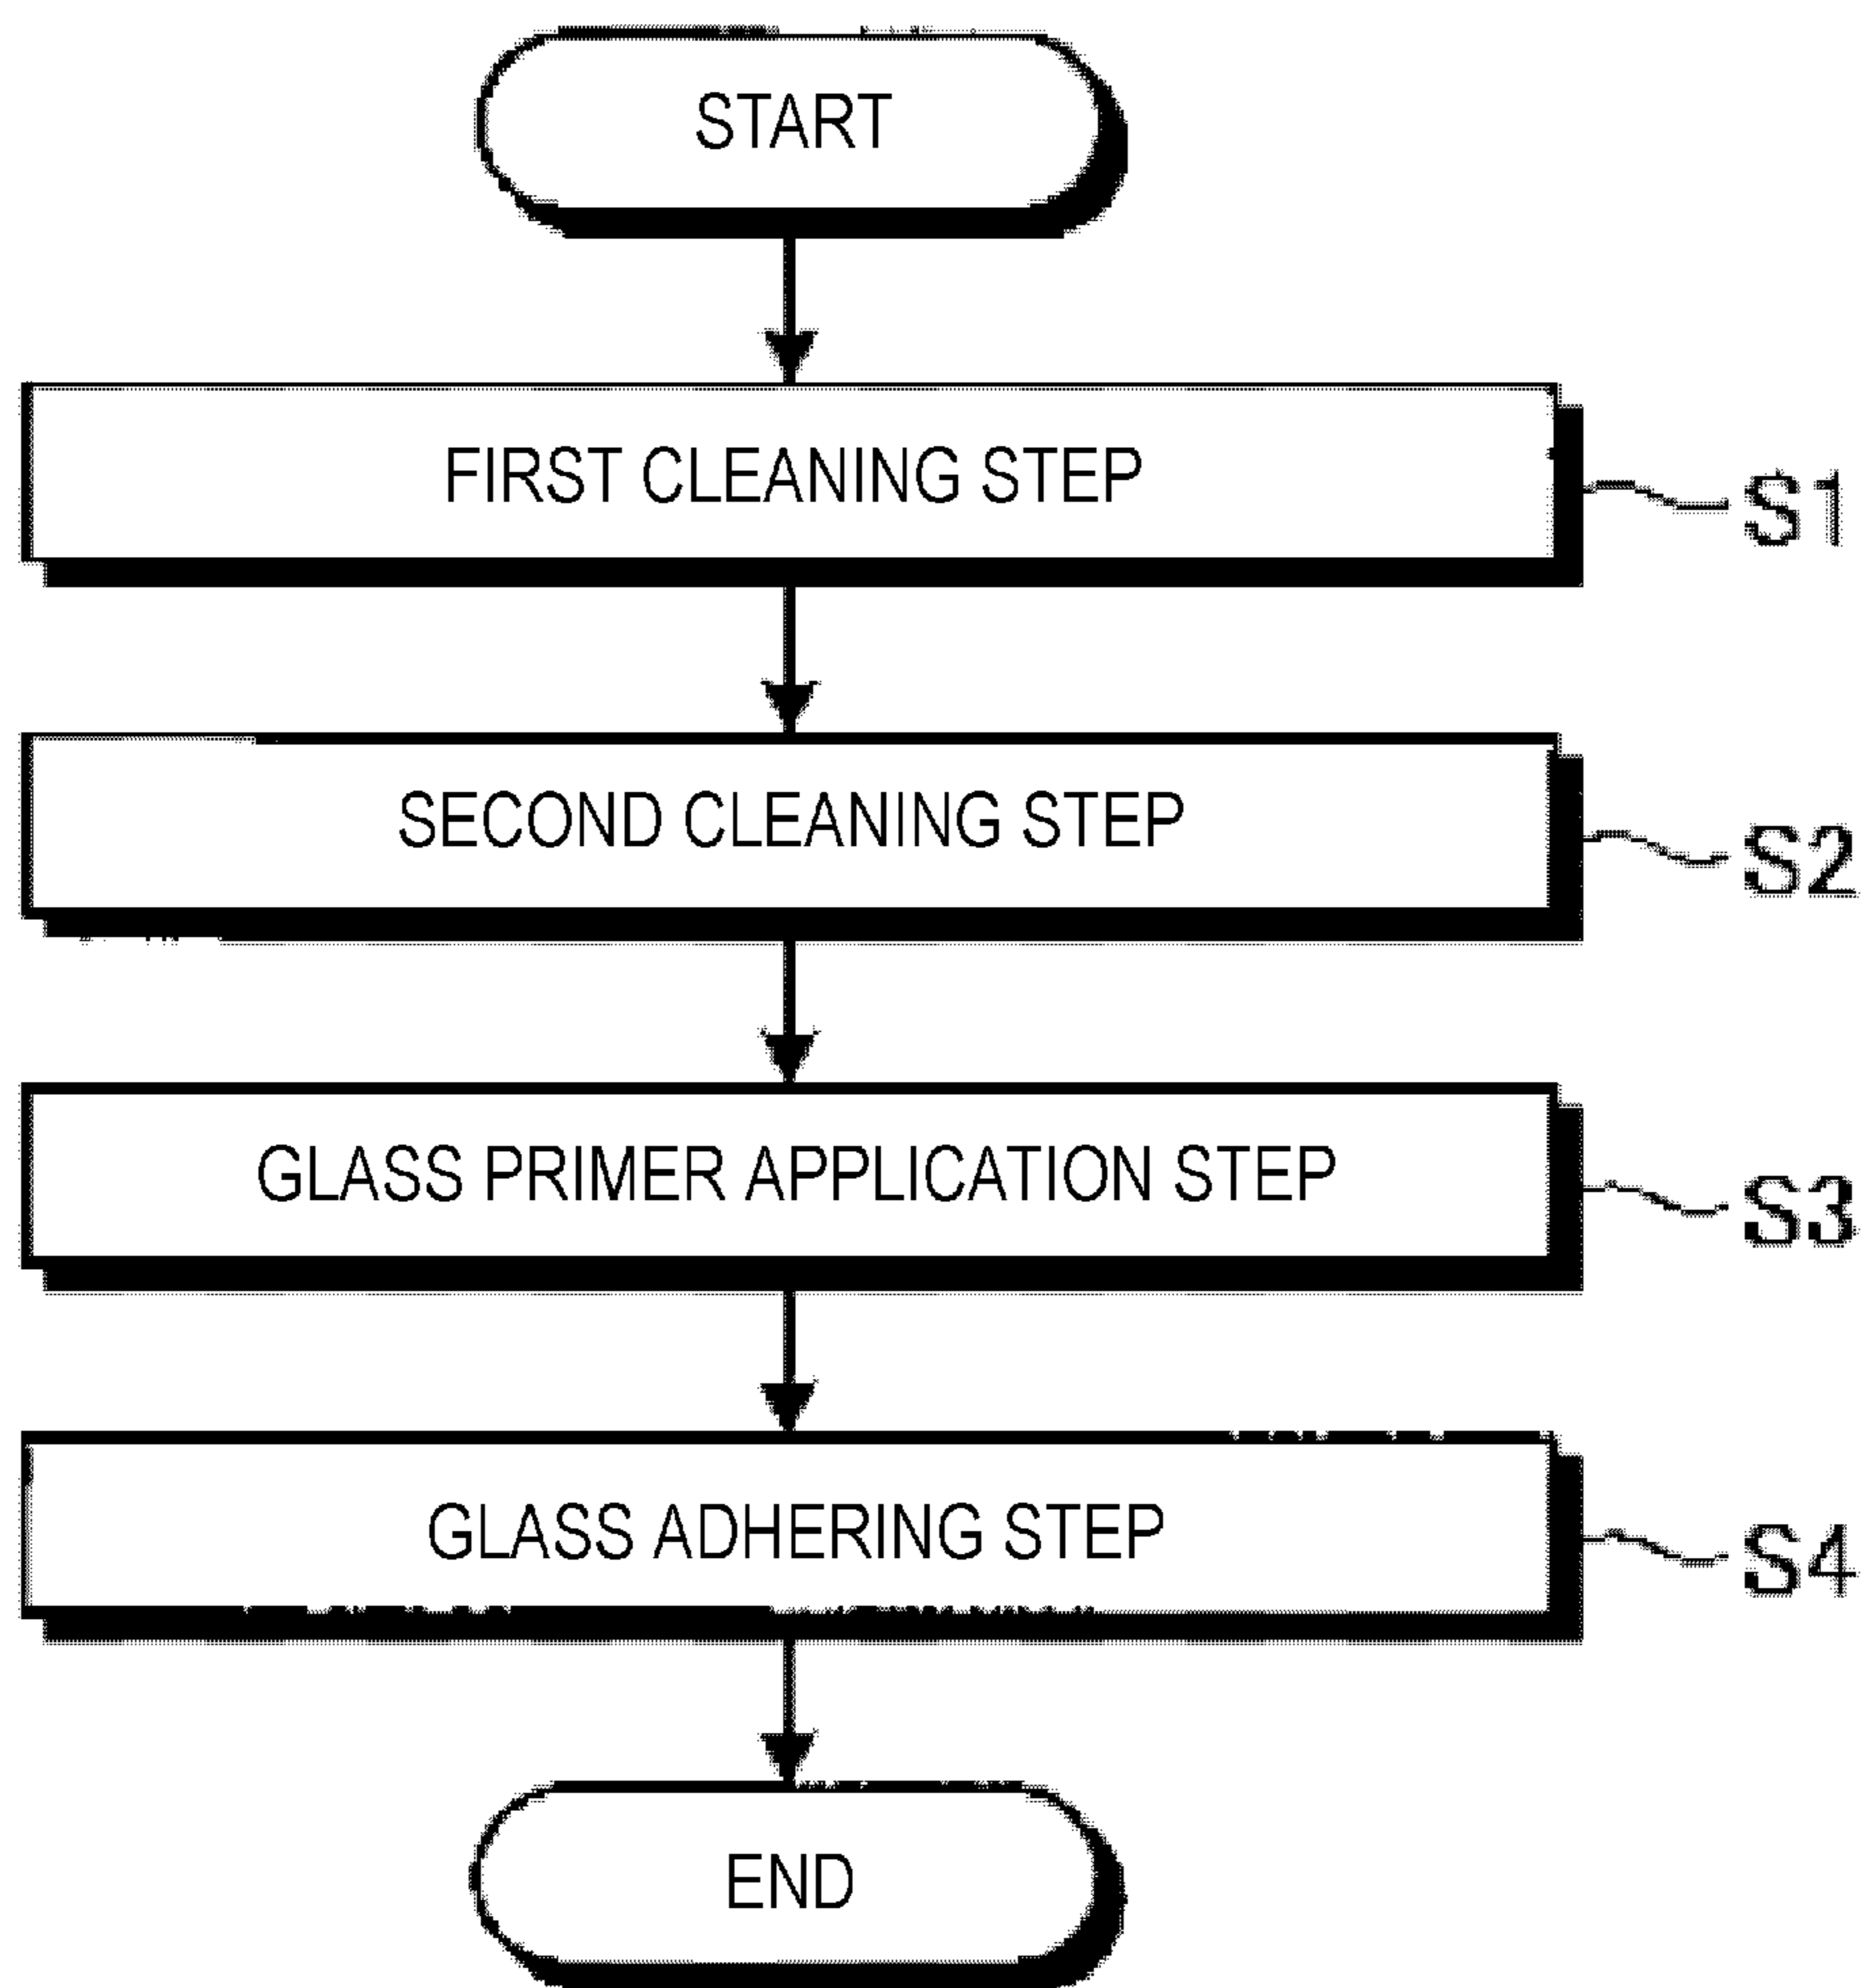 START
FIRST CLEANING STEP
S1
SECOND CLEANING STEP
S2
GLASS PRIMER APPLICATION STEP
S3
GLASS ADHERING STEP
S4
END